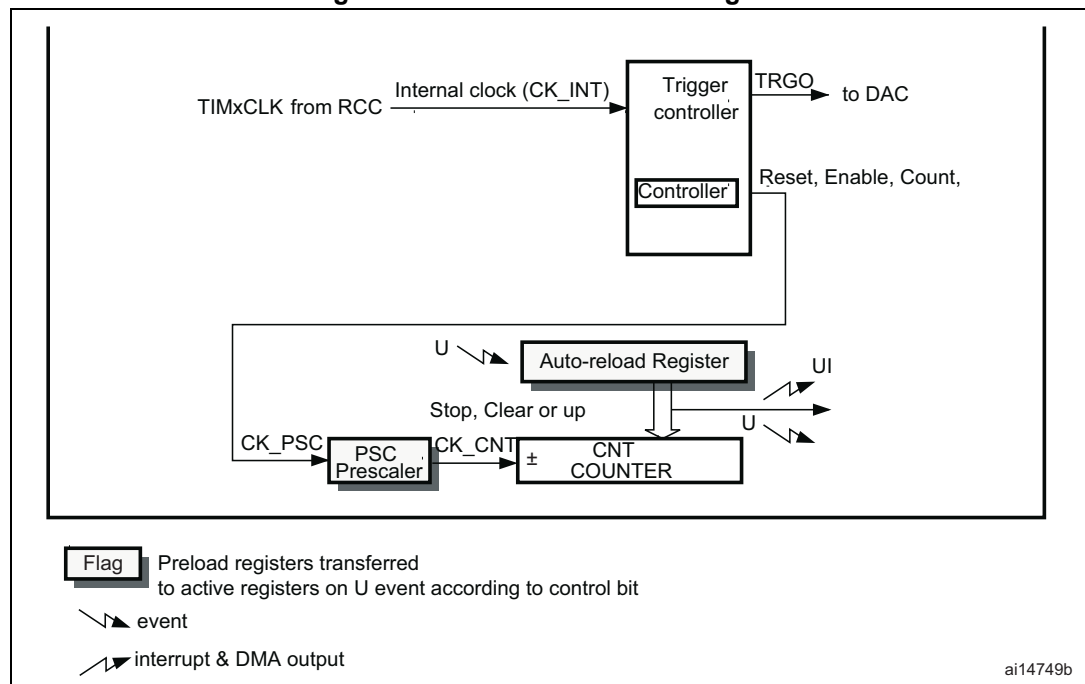 Internal clock (CK_INT)
TIMxCLK from RCC
Trigger
controller
TRGO
to DAC
Controller
Reset, Enable, Count,
U
Auto-reload Register
UI
Stop, Clear or up
U
CK_PSC
PSC
Prescaler
CK_CNT
±
CNT
COUNTER
Flag
Preload registers transferred
to active registers on U event according to control bit
event
interrupt & DMA output
ai14749b